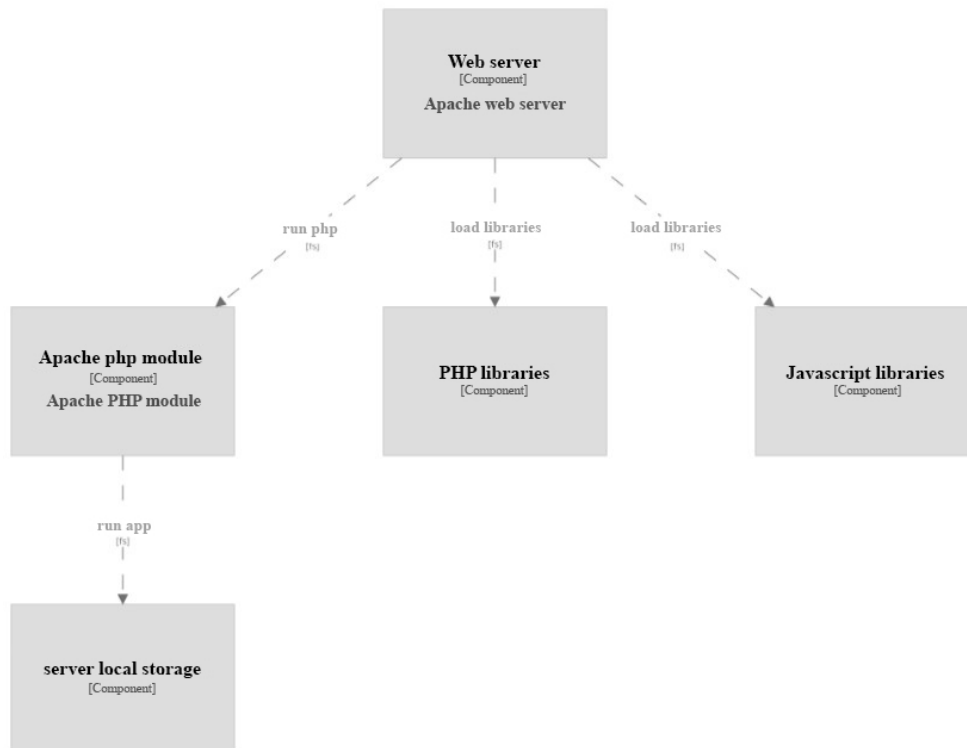 Web server
[Component]
Apache web server
run php
[fs]
load libraries
[fs]
load libraries
[fs]
Apache php module
[Component]
Apache PHP module
PHP libraries
[Component]
Javascript libraries
[Component]
run app
[fs]
server local storage
[Component]